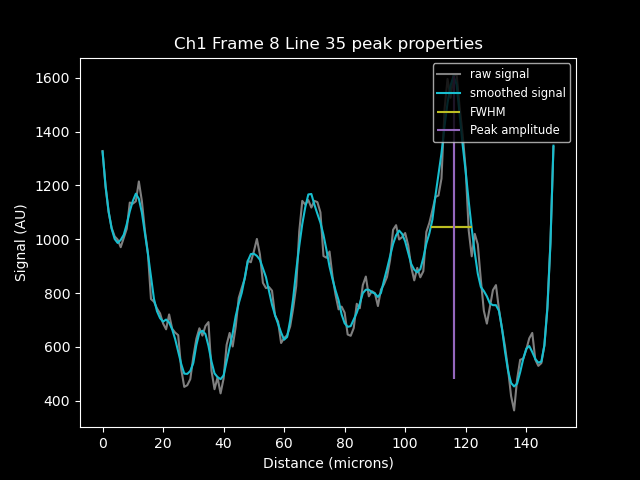 Ch1 Frame 8 Line 35 peak properties
raw signal
smoothed signal
FWHM
Peak amplitude
Signal (AU)
1600
1400
1200
1000
800
600
400
0 20 40 60 80 100 120 140
Distance (microns)